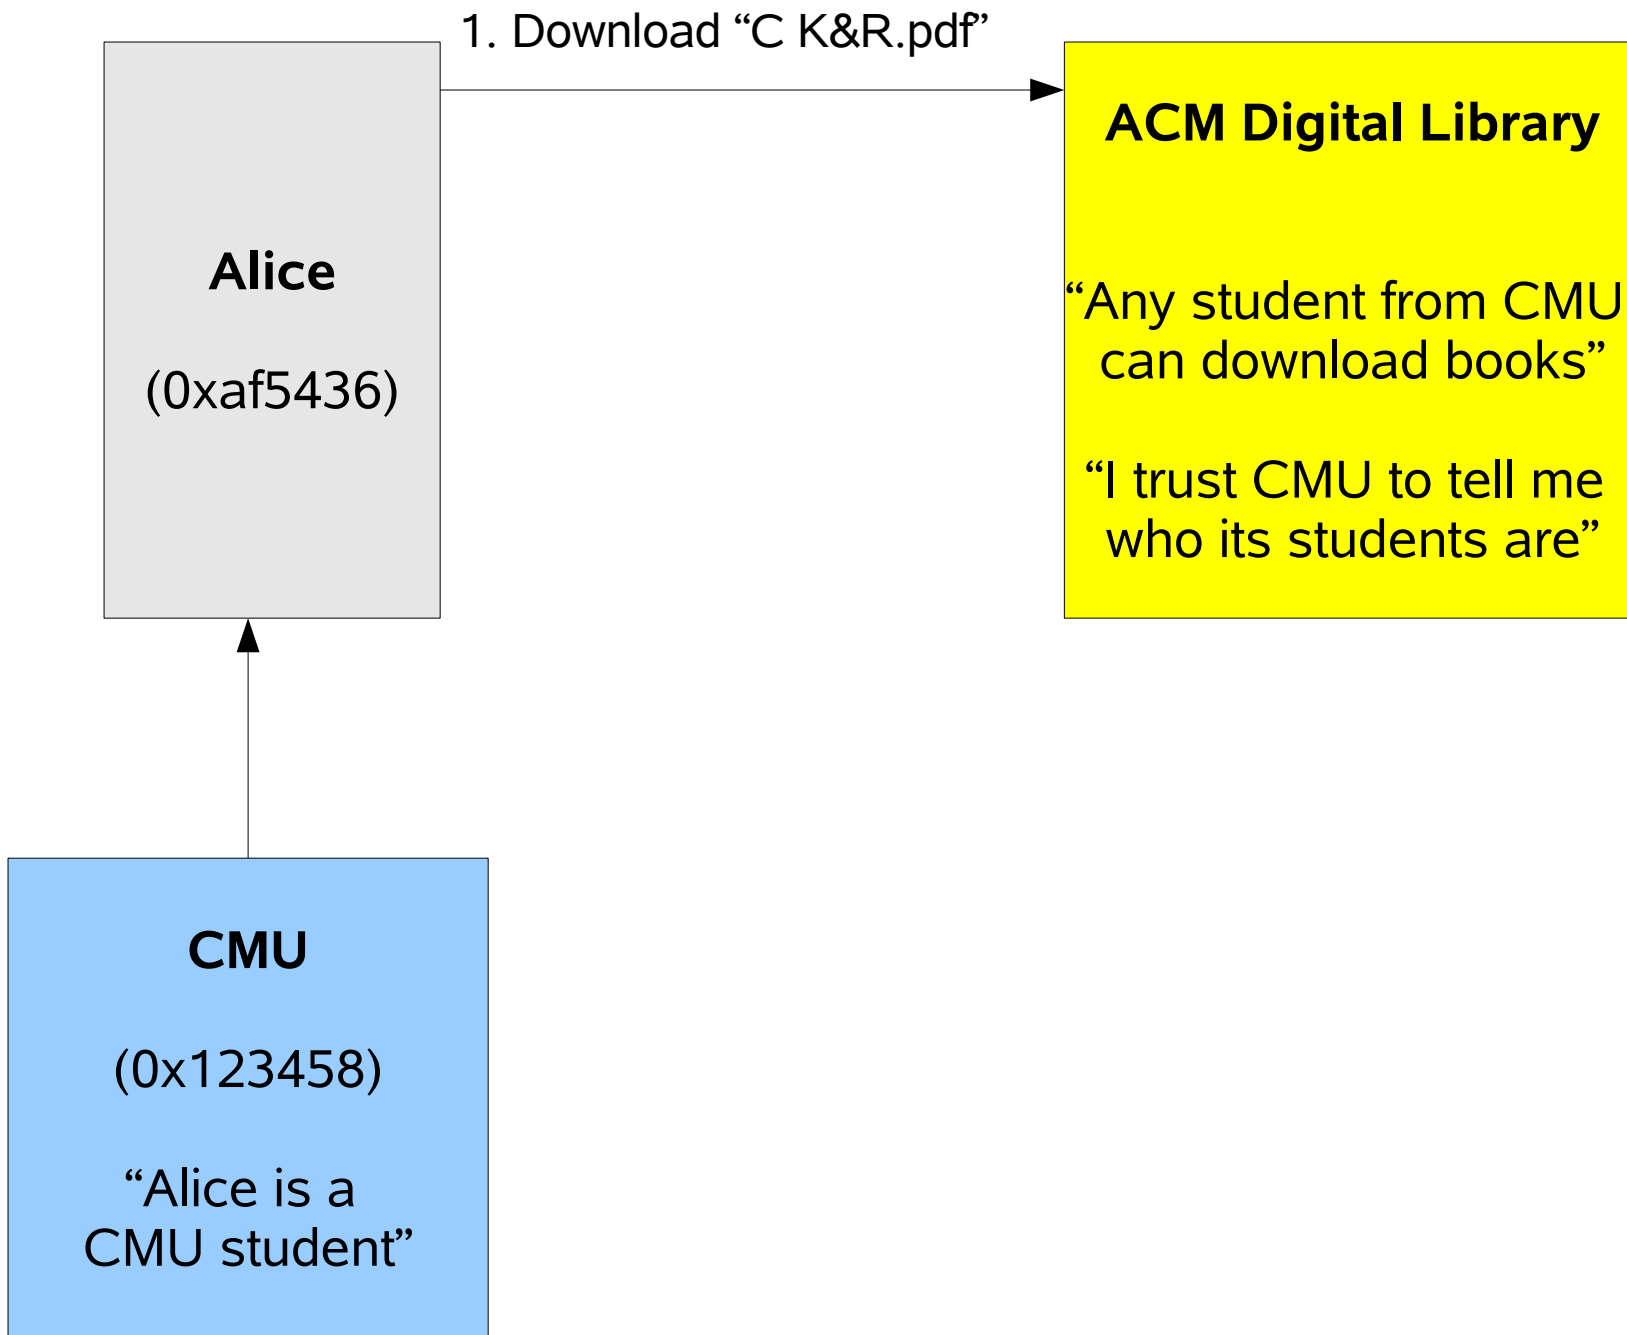 1. Download “C K&R.pdf”
Alice
(0xaf5436)
ACM Digital Library
“Any student from CMU
can download books”
“I trust CMU to tell me
who its students are”
CMU
(0x123458)
“Alice is a
CMU student”